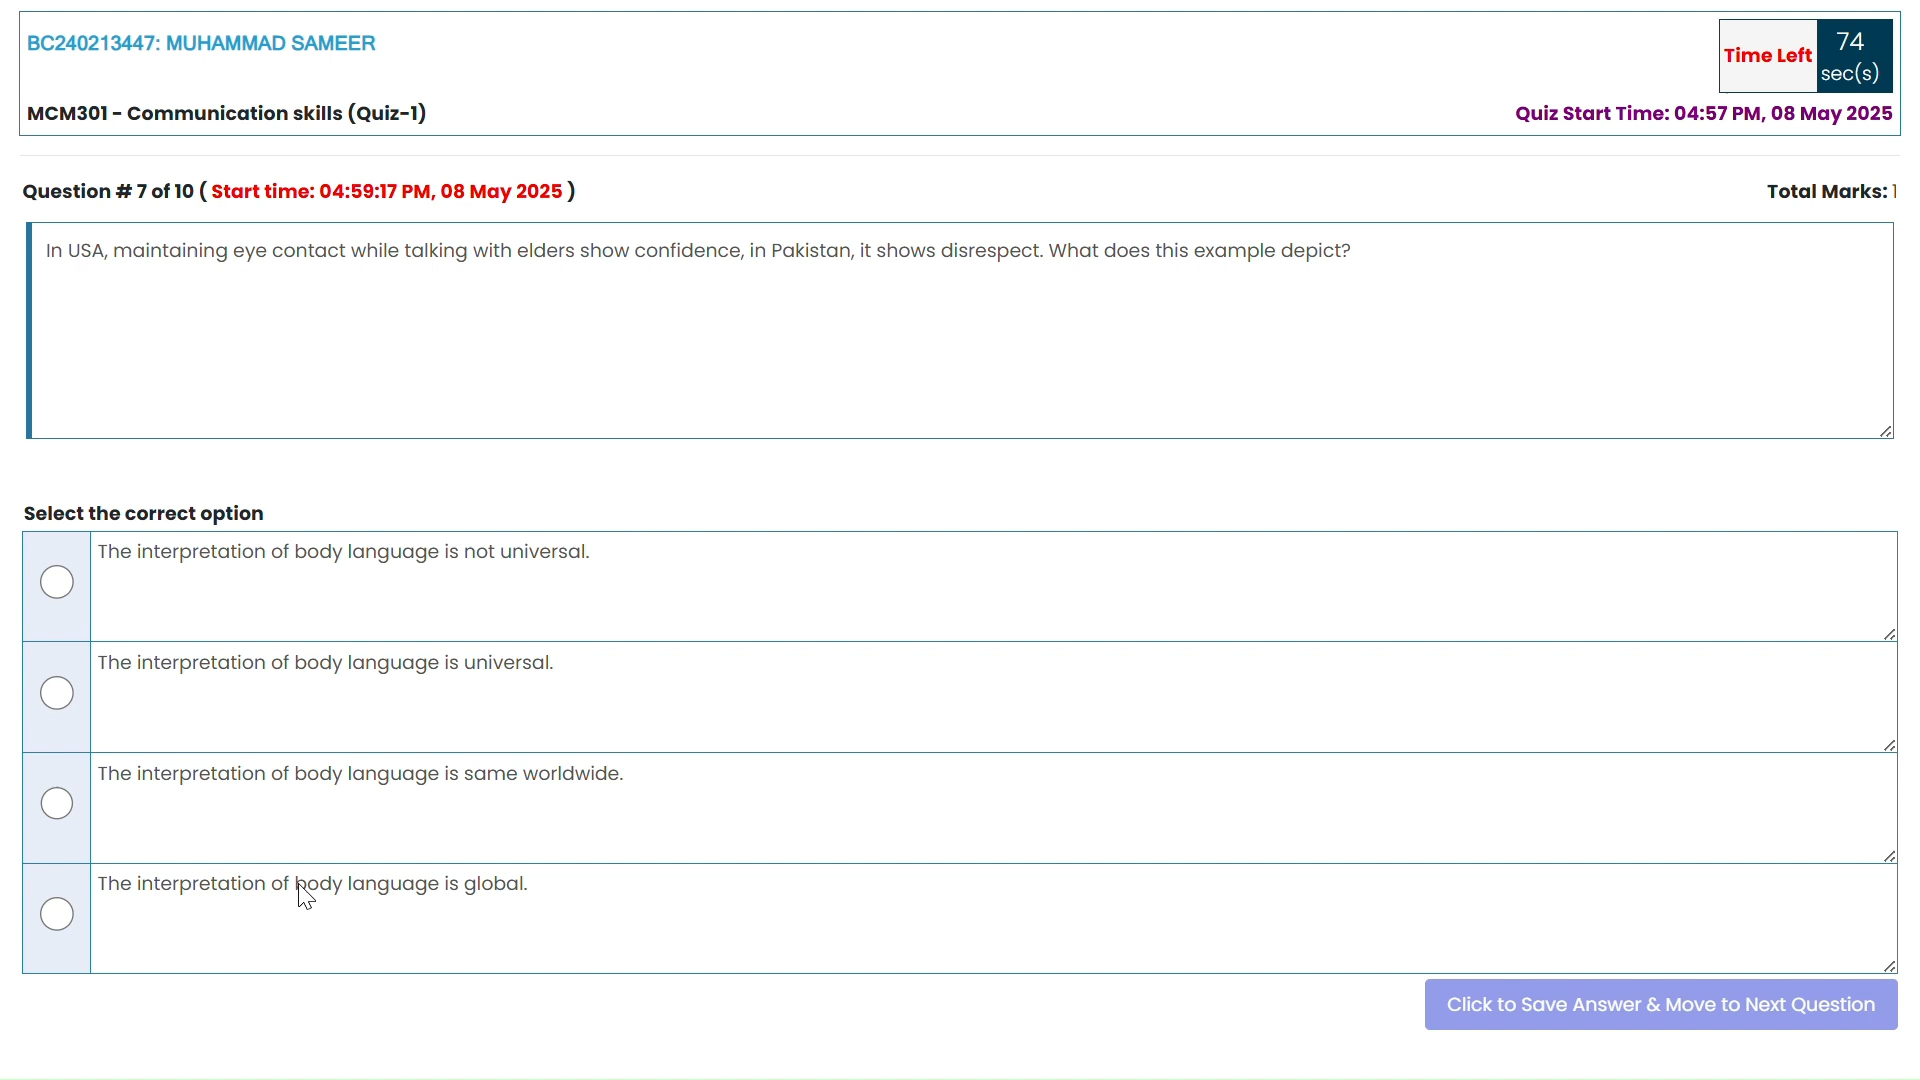 BC240213447: MUHAMMAD SAMEER
Time Left
74
sec(s)
MCM301 - Communication skills (Quiz-1)
Quiz Start Time: 04:57 PM, 08 May 2025
Question # 7 of 10 ( Start time: 04:59:17 PM, 08 May 2025 )
Total Marks: 1
In USA, maintaining eye contact while talking with elders show confidence, in Pakistan, it shows disrespect. What does this example depict?
Select the correct option
The interpretation of body language is not universal.
The interpretation of body language is universal.
The interpretation of body language is same worldwide.
The interpretation of body language is global.
Click to Save Answer & Move to Next Question